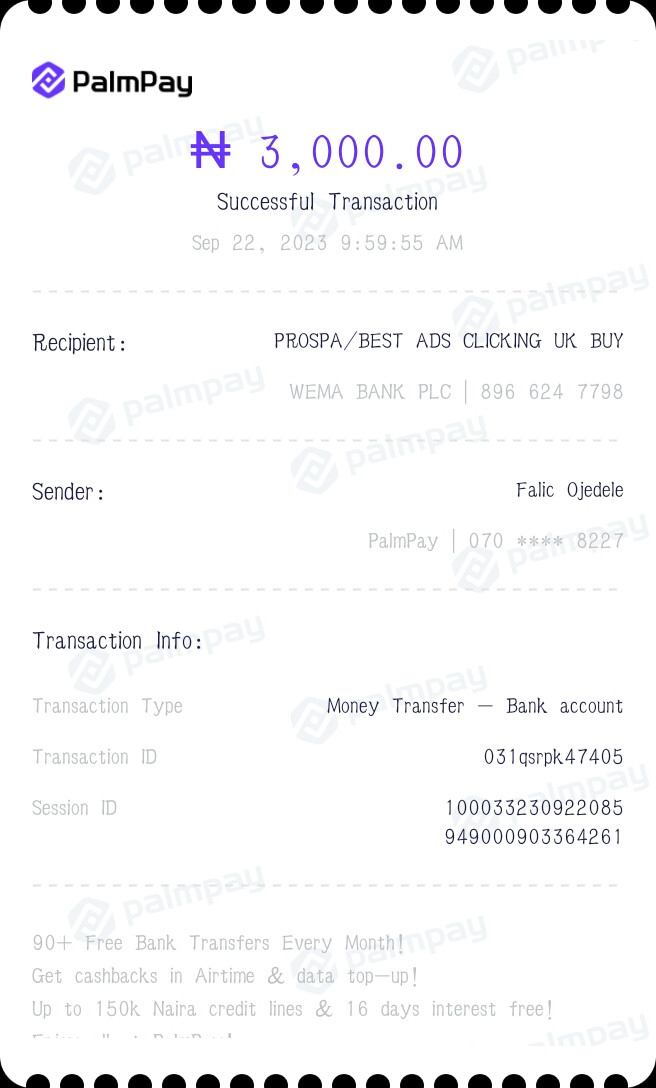 PalmPay
₦ 3,000.00
Successful Transaction
Sep 22, 2023 9:59:55 AM
Recipient: PROSPA/BEST ADS CLICKING UK BUY
WEMA BANK PLC | 896 624 7798
Sender: Falic Ojedele
PalmPay | 070 **** 8227
Transaction Info:
Transaction Type Money Transfer - Bank account
Transaction ID 031qsrpk47405
Session ID 100033230922085
949000903364261
90+ Free Bank Transfers Every Month!
Get cashbacks in Airtime & data top-up!
Up to 150k Naira credit lines & 16 days interest free!